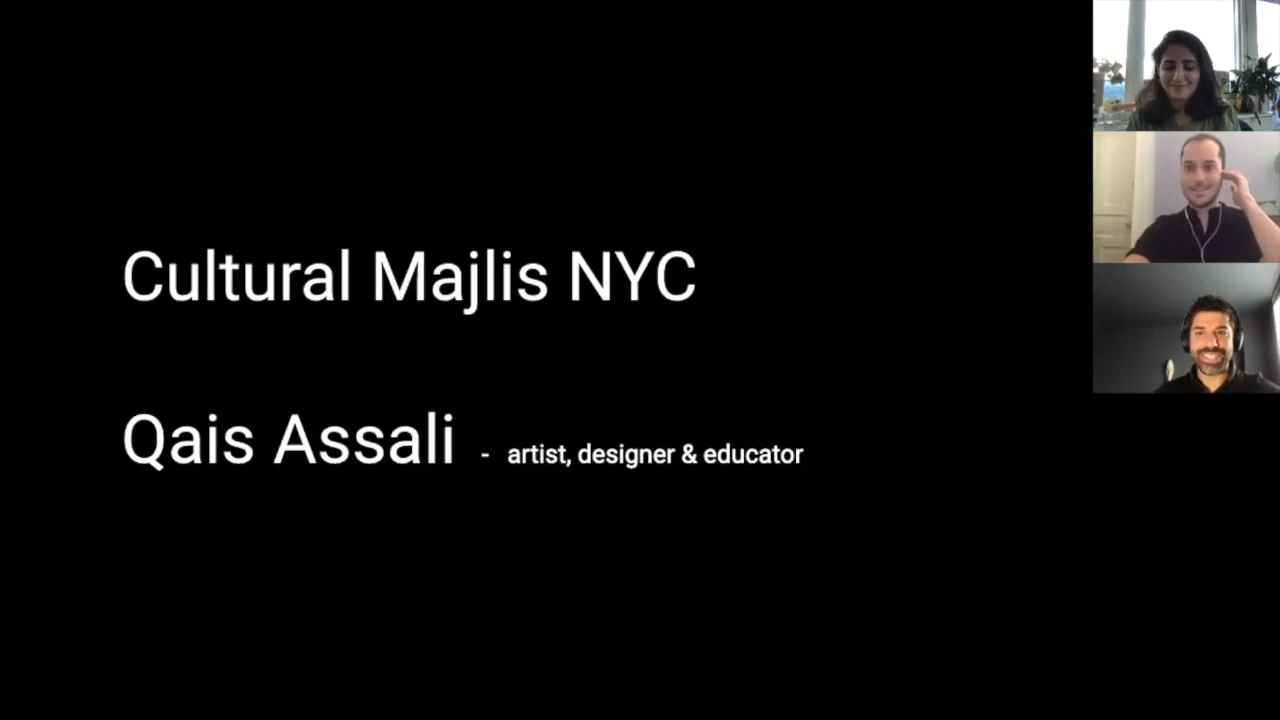 Cultural Majlis NYC
Qais Assali - artist, designer & educator